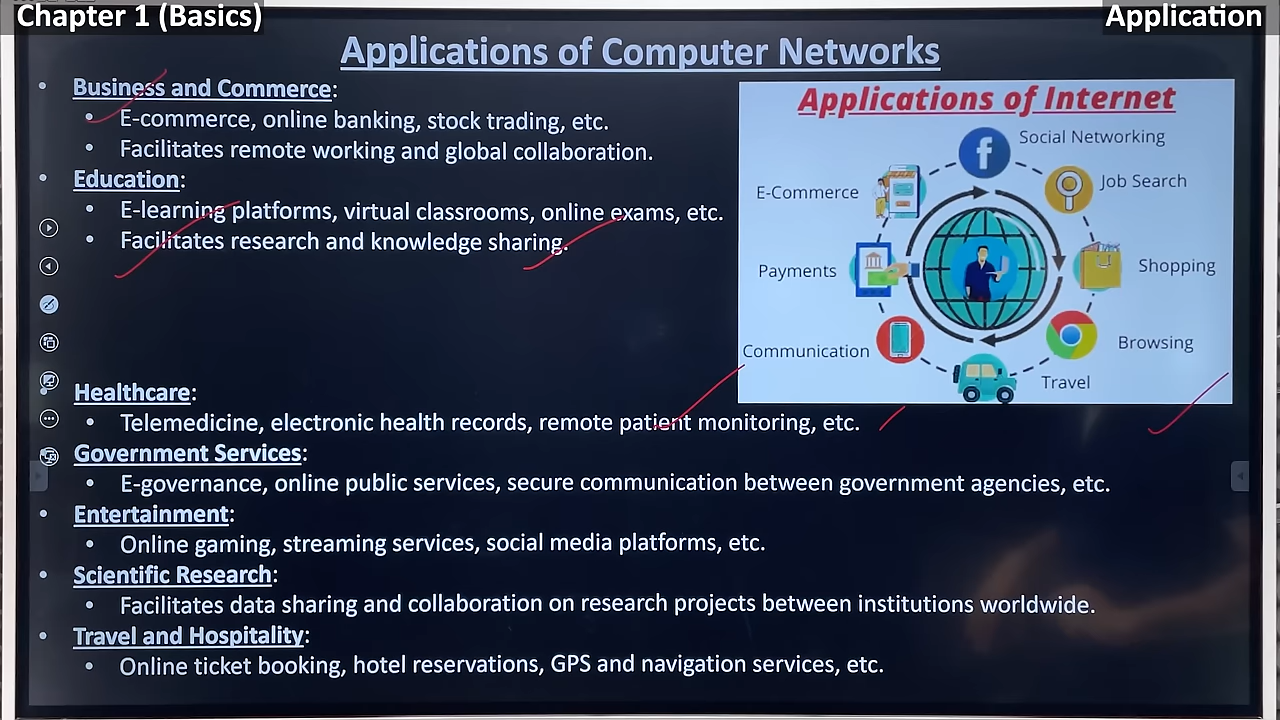 Chapter 1 (Basics)
Application
Applications of Computer Networks
Business and Commerce:
E-commerce, online banking, stock trading, etc.
Facilitates remote working and global collaboration.
Education:
E-learning platforms, virtual classrooms, online exams, etc.
Facilitates research and knowledge sharing.
Healthcare:
Telemedicine, electronic health records, remote patient monitoring, etc.
Government Services:
E-governance, online public services, secure communication between government agencies, etc.
Entertainment:
Online gaming, streaming services, social media platforms, etc.
Scientific Research:
Facilitates data sharing and collaboration on research projects between institutions worldwide.
Travel and Hospitality:
Online ticket booking, hotel reservations, GPS and navigation services, etc.
Applications of Internet
Social Networking
E-Commerce
Job Search
Payments
Shopping
Communication
Browsing
Travel